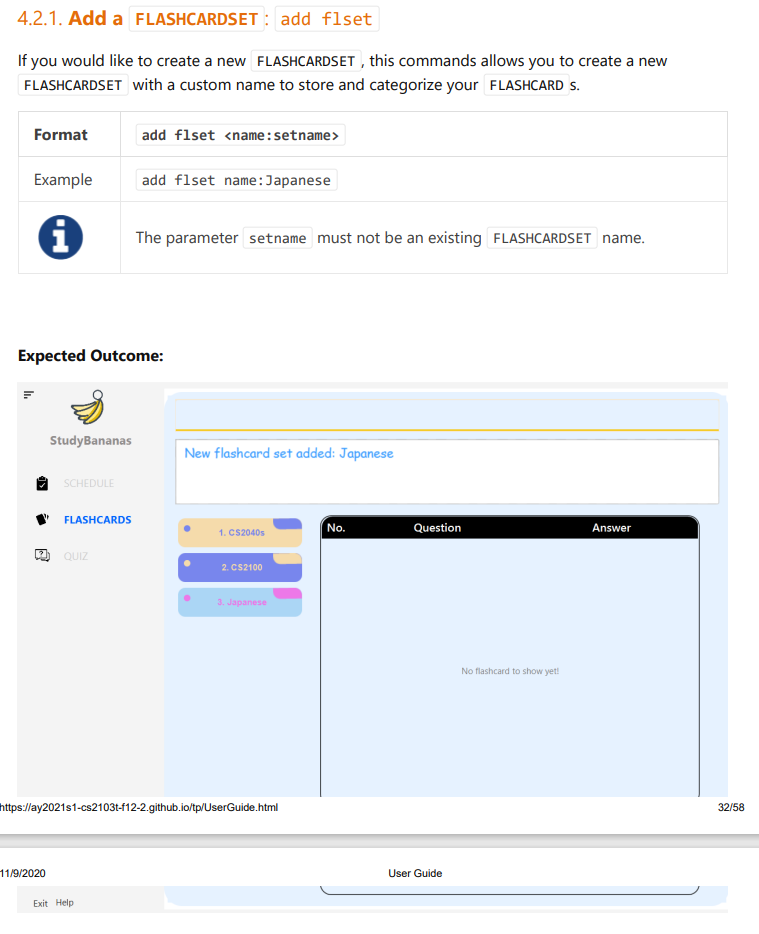 4.2.1. Add a FLASHCARDSET: add flset
If you would like to create a new FLASHCARDSET , this commands allows you to create a new
FLASHCARDSET with a custom name to store and categorize your FLASHCARD s.
Format add flset <name:setname>
Example add flset name:Japanese
The parameter setname must not be an existing FLASHCARDSET name.
Expected Outcome:
StudyBananas
SCHEDULE
FLASHCARDS
QUIZ
New flashcard set added: Japanese
1. CS2040s
2. CS2100
3. Japanese
No. Question Answer
No flashcard to show yet!
https://ay2021s1-cs2103t-f12-2.github.io/tp/UserGuide.html 32/58
11/9/2020 User Guide
Exit Help